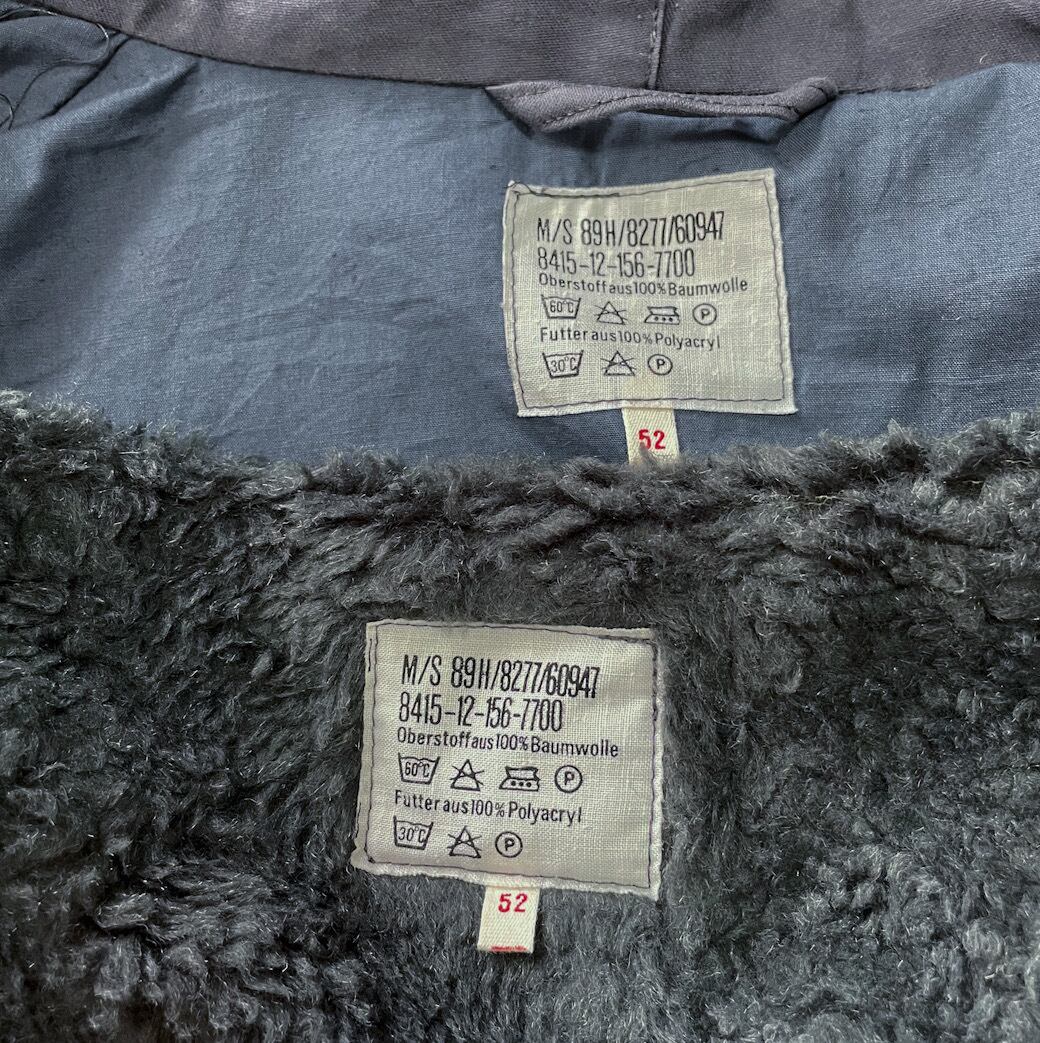 M/S 89H/8277/60947
8415-12-156-7700
Oberstoff aus 100% Baumwolle
60°C P
Futter aus 100% Polyacryl
30°C P
52
M/S 89H/8277/60947
8415-12-156-7700
Oberstoff aus 100% Baumwolle
60°C P
Futter aus 100% Polyacryl
30°C P
52